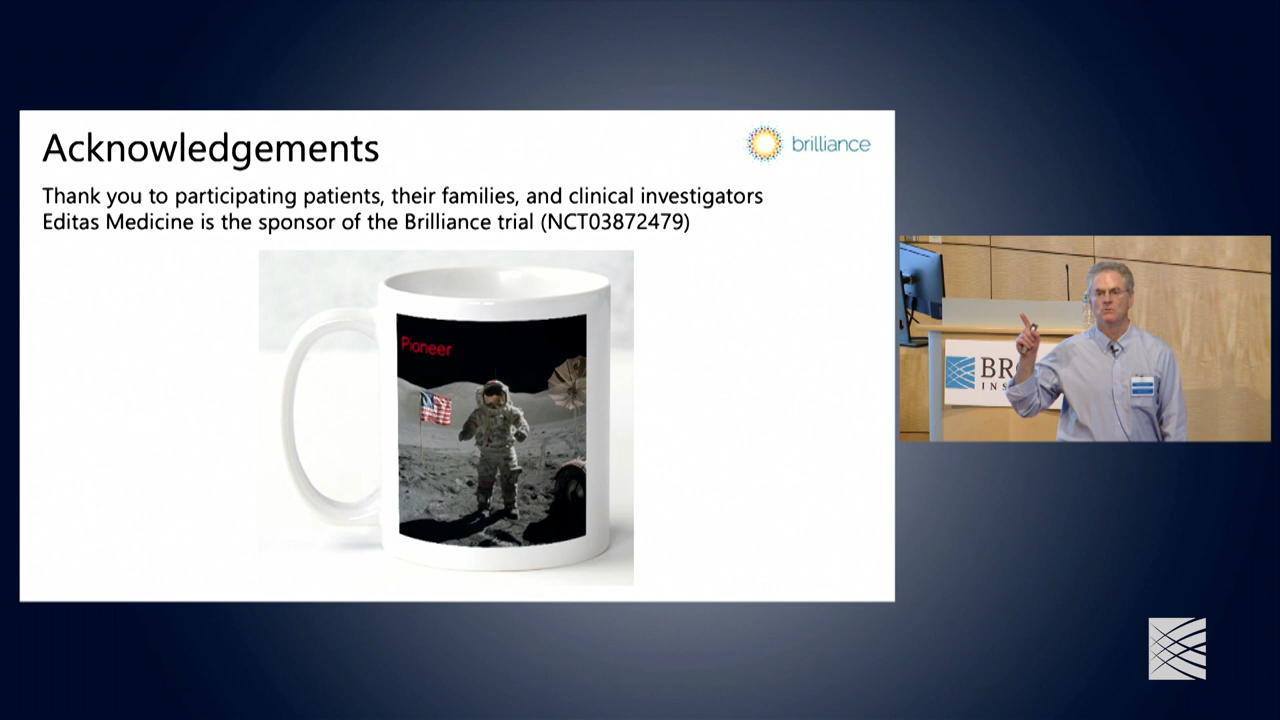 Acknowledgements
brilliance
Thank you to participating patients, their families, and clinical investigators
Editas Medicine is the sponsor of the Brilliance trial (NCT03872479)
Pioneer